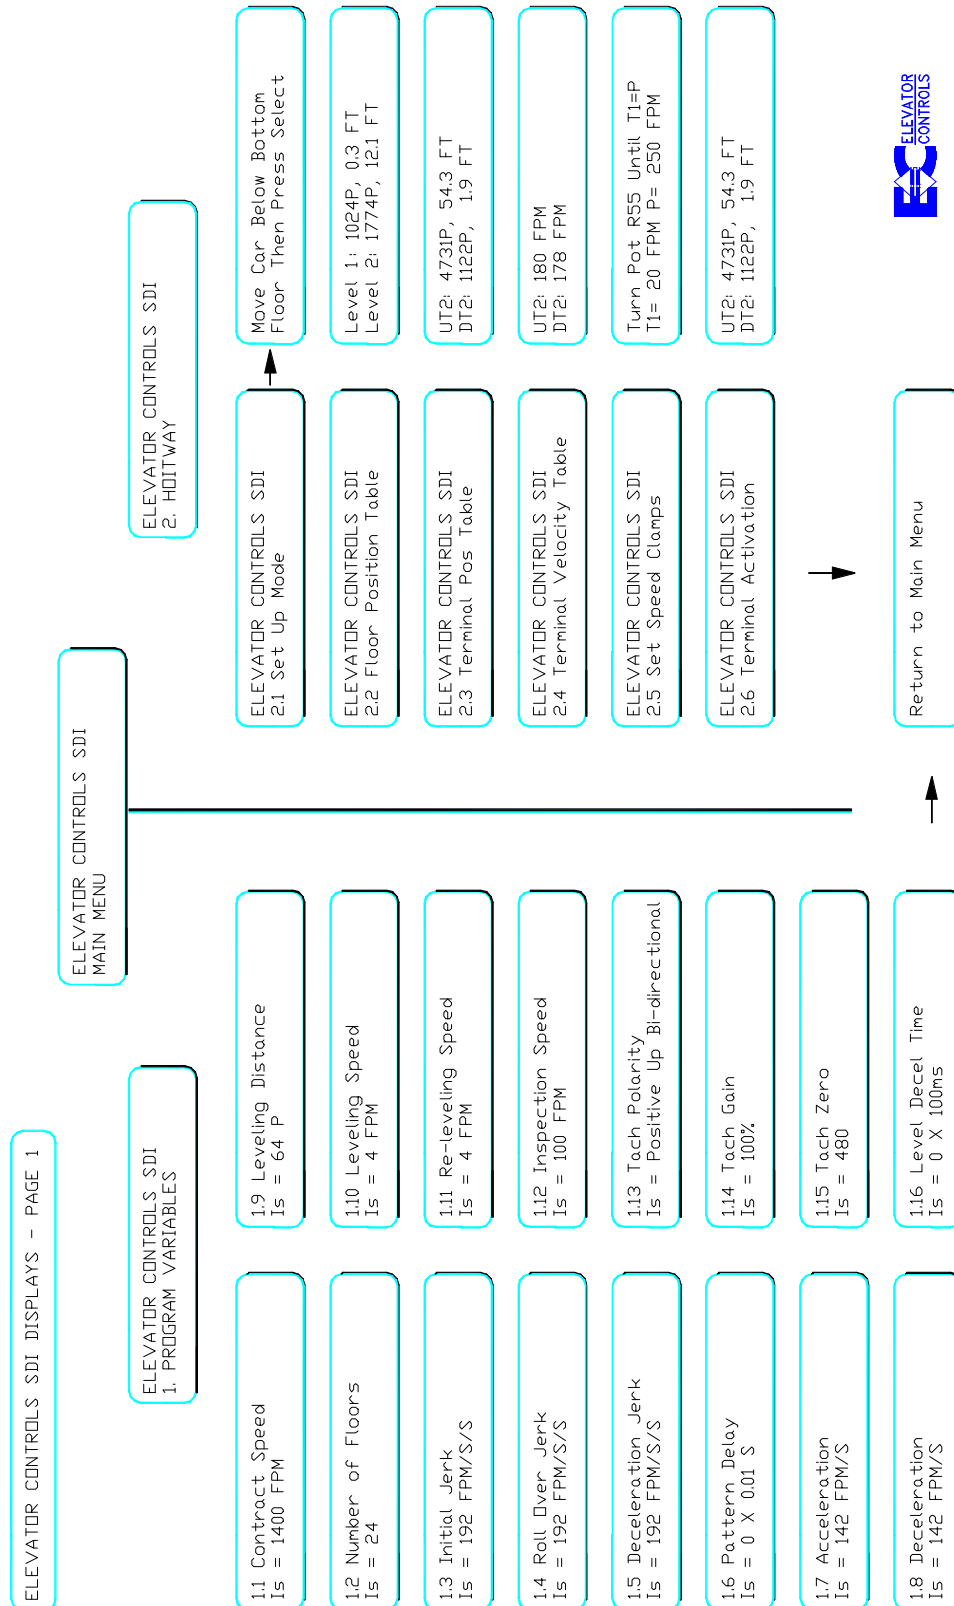 ELEVATOR CONTROLS SDI DISPLAYS - PAGE 1
ELEVATOR CONTROLS SDI
MAIN MENU
ELEVATOR CONTROLS SDI
1. PROGRAM VARIABLES
1.1 Contract Speed
Is = 1400 FPM
1.2 Number of Floors
Is = 24
1.3 Initial Jerk
Is = 192 FPM/S/S
1.4 Roll Over Jerk
Is = 192 FPM/S/S
1.5 Deceleration Jerk
Is = 192 FPM/S/S
1.6 Pattern Delay
Is = 0 X 0.01 S
1.7 Acceleration
Is = 142 FPM/S
1.8 Deceleration
Is = 142 FPM/S
1.9 Leveling Distance
Is = 64 P
1.10 Leveling Speed
Is = 4 FPM
1.11 Re-leveling Speed
Is = 4 FPM
1.12 Inspection Speed
Is = 100 FPM
1.13 Tach Polarity
Is = Positive Up Bi-directional
1.14 Tach Gain
Is = 100%
1.15 Tach Zero
Is = 480
1.16 Level Decel Time
Is = 0 X 100ms
ELEVATOR CONTROLS SDI
2. HOITWAY
ELEVATOR CONTROLS SDI
2.1 Set Up Mode
ELEVATOR CONTROLS SDI
2.2 Floor Position Table
ELEVATOR CONTROLS SDI
2.3 Terminal Pos Table
ELEVATOR CONTROLS SDI
2.4 Terminal Velocity Table
ELEVATOR CONTROLS SDI
2.5 Set Speed Clamps
ELEVATOR CONTROLS SDI
2.6 Terminal Activation
Return to Main Menu
Move Car Below Bottom
Floor Then Press Select
Level 1: 1024P, 0.3 FT
Level 2: 1774P, 12.1 FT
UT2: 4731P, 54.3 FT
DT2: 1122P, 1.9 FT
UT2: 180 FPM
DT2: 178 FPM
Turn Pot R55 Until T1=P
T1= 20 FPM P= 250 FPM
UT2: 4731P, 54.3 FT
DT2: 1122P, 1.9 FT
EC ELEVATOR
CONTROLS